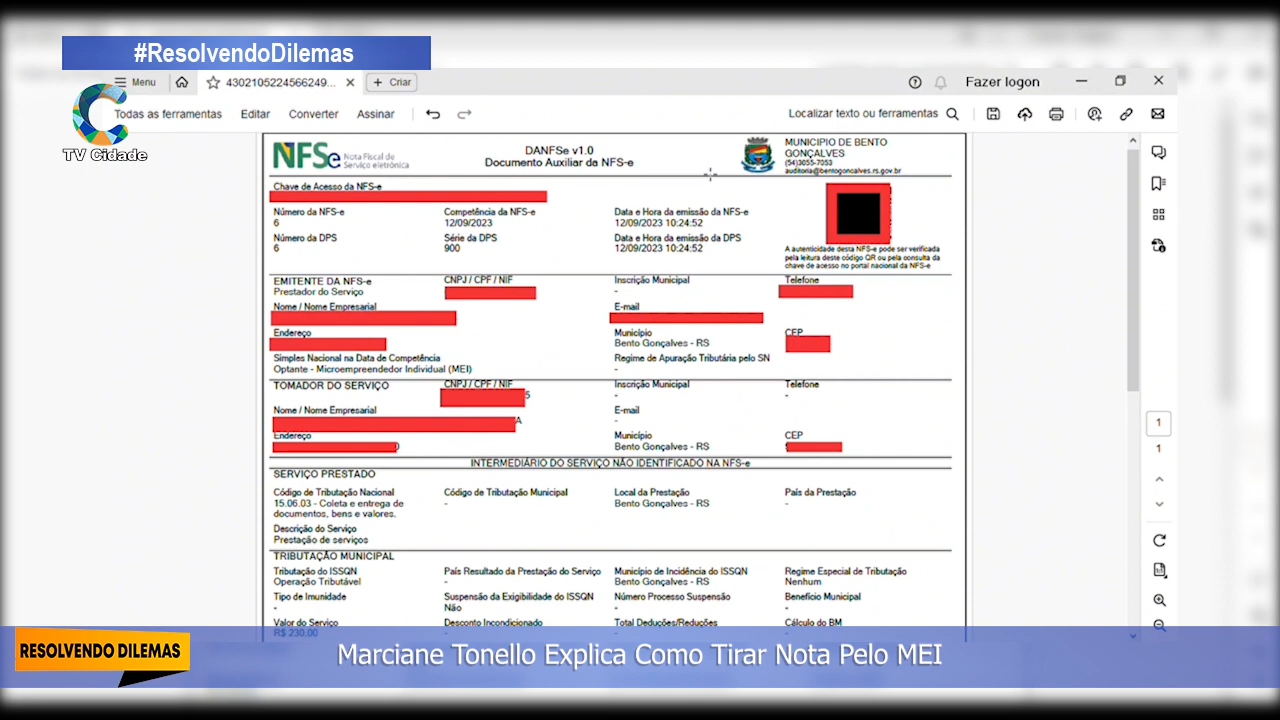 #ResolvendoDilemas
Menu
4302105224566249...
+ Criar
Fazer logon
Todas as ferramentas
Editar
Converter
Assinar
Localizar texto ou ferramentas
TV Cidade
NFSe Nota Fiscal de
Serviço eletrônica
DANFSe v1.0
Documento Auxiliar da NFS-e
MUNICIPIO DE BENTO
GONÇALVES
(54)3055-7053
auditoria@bentogoncalves.rs.gov.br
Chave de Acesso da NFS-e
Número da NFS-e
6
Competência da NFS-e
12/09/2023
Data e Hora da emissão da NFS-e
12/09/2023 10:24:52
Número da DPS
6
Série da DPS
900
Data e Hora da emissão da DPS
12/09/2023 10:24:52
A autenticidade desta NFS-e pode ser verificada
pela leitura deste código QR ou pela consulta da
chave de acesso no portal nacional da NFS-e
EMITENTE DA NFS-e
Prestador do Serviço
CNPJ / CPF / NIF
Inscrição Municipal
-
Telefone
Nome / Nome Empresarial
E-mail
Endereço
Município
Bento Gonçalves - RS
CEP
Simples Nacional na Data de Competência
Optante - Microempreendedor Individual (MEI)
Regime de Apuração Tributária pelo SN
-
TOMADOR DO SERVIÇO
CNPJ / CPF / NIF
5
Inscrição Municipal
-
Telefone
-
Nome / Nome Empresarial
A
E-mail
-
Endereço
Município
Bento Gonçalves - RS
CEP
INTERMEDIÁRIO DO SERVIÇO NÃO IDENTIFICADO NA NFS-e
SERVIÇO PRESTADO
Código de Tributação Nacional
15.06.03 - Coleta e entrega de
documentos, bens e valores.
Código de Tributação Municipal
-
Local da Prestação
Bento Gonçalves - RS
País da Prestação
-
Descrição do Serviço
Prestação de serviços
TRIBUTAÇÃO MUNICIPAL
Tributação do ISSQN
Operação Tributável
País Resultado da Prestação do Serviço
-
Município de Incidência do ISSQN
Bento Gonçalves - RS
Regime Especial de Tributação
Nenhum
Tipo de Imunidade
-
Suspensão da Exigibilidade do ISSQN
Não
Número Processo Suspensão
-
Benefício Municipal
-
Valor do Serviço
R$ 230,00
Desconto Incondicionado
-
Total Deduções/Reduções
-
Cálculo do BM
-
1
1
RESOLVENDO DILEMAS
Marciane Tonello Explica Como Tirar Nota Pelo MEI